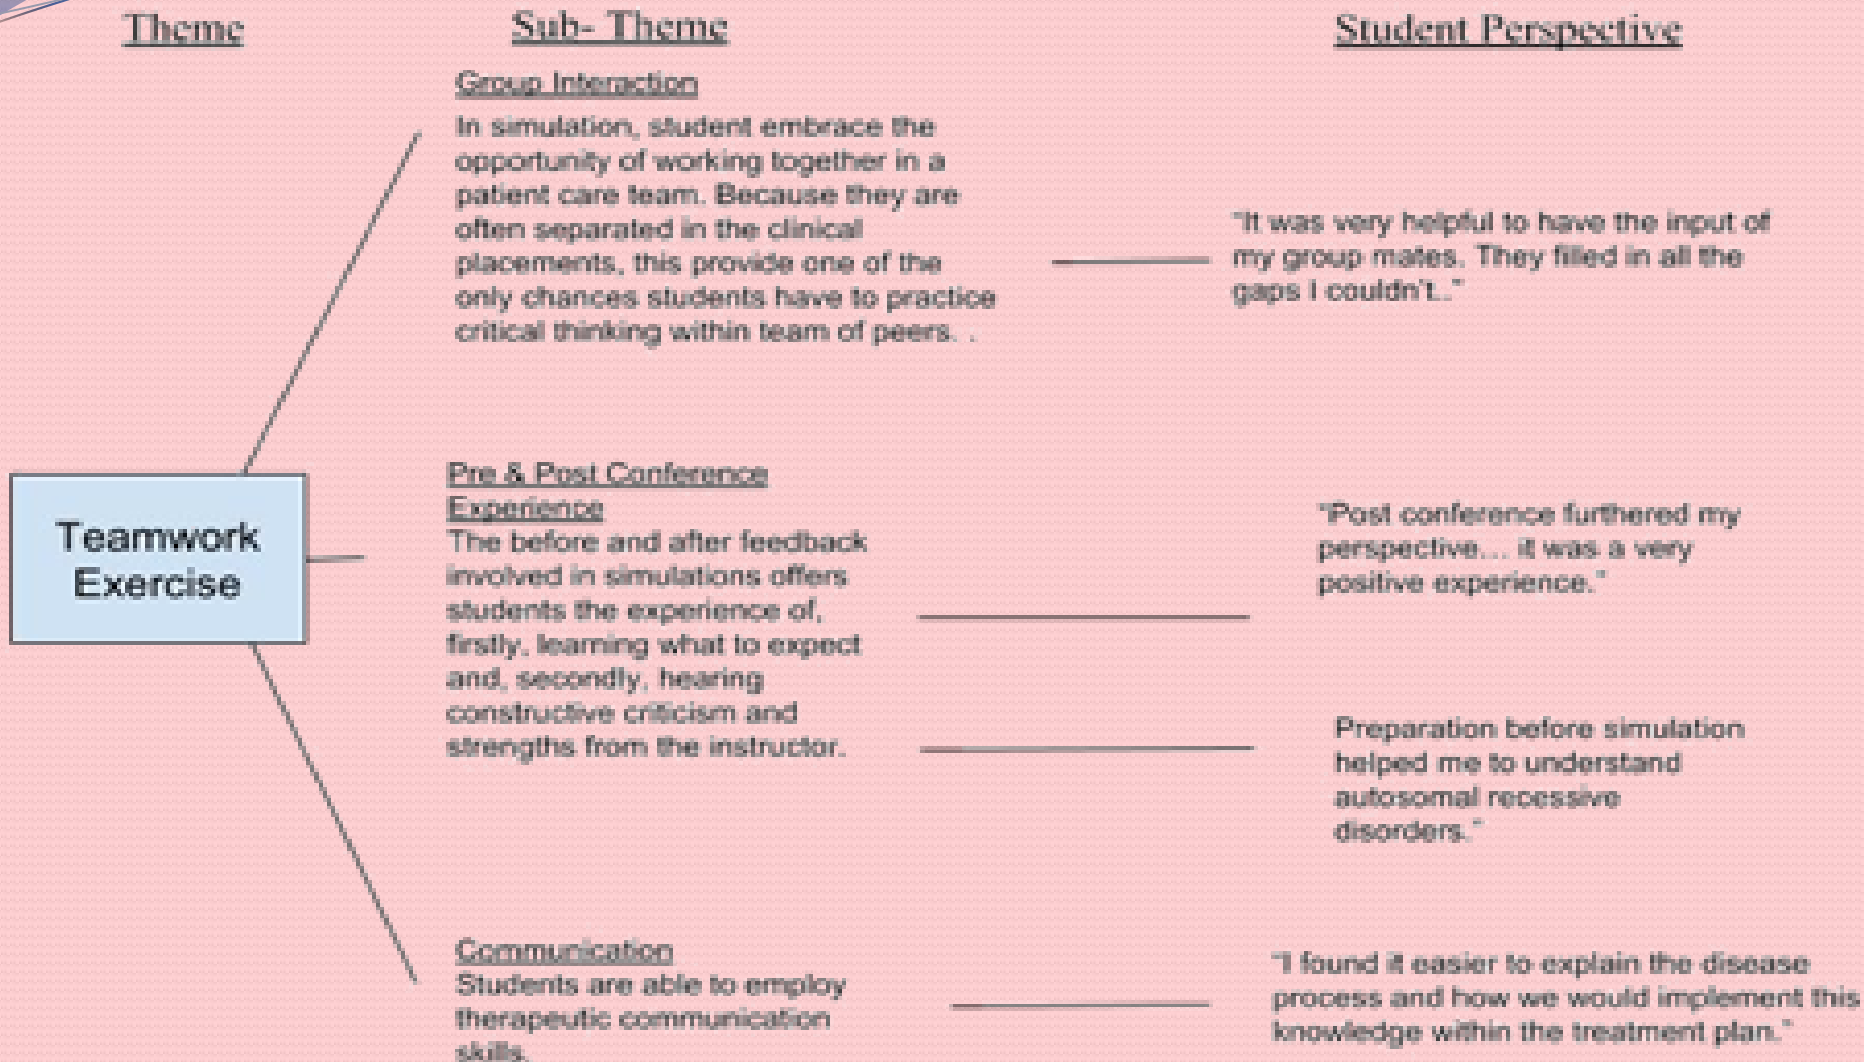 Theme
Sub- Theme
Student Perspective
Group Interaction
In simulation, student embrace the
opportunity of working together in a
patient care team. Because they are
often separated in the clinical
placements, this provide one of the
only chances students have to practice
critical thinking within team of peers. .
"It was very helpful to have the input of
my group mates. They filled in all the
gaps I couldn't.."
Teamwork
Exercise
Pre & Post Conference
Experience
The before and after feedback
involved in simulations offers
students the experience of,
firstly, learning what to expect
and, secondly, hearing
constructive criticism and
strengths from the instructor.
"Post conference furthered my
perspective... it was a very
positive experience."
Preparation before simulation
helped me to understand
autosomal recessive
disorders."
Communication
Students are able to employ
therapeutic communication
skills.
"I found it easier to explain the disease
process and how we would implement this
knowledge within the treatment plan."